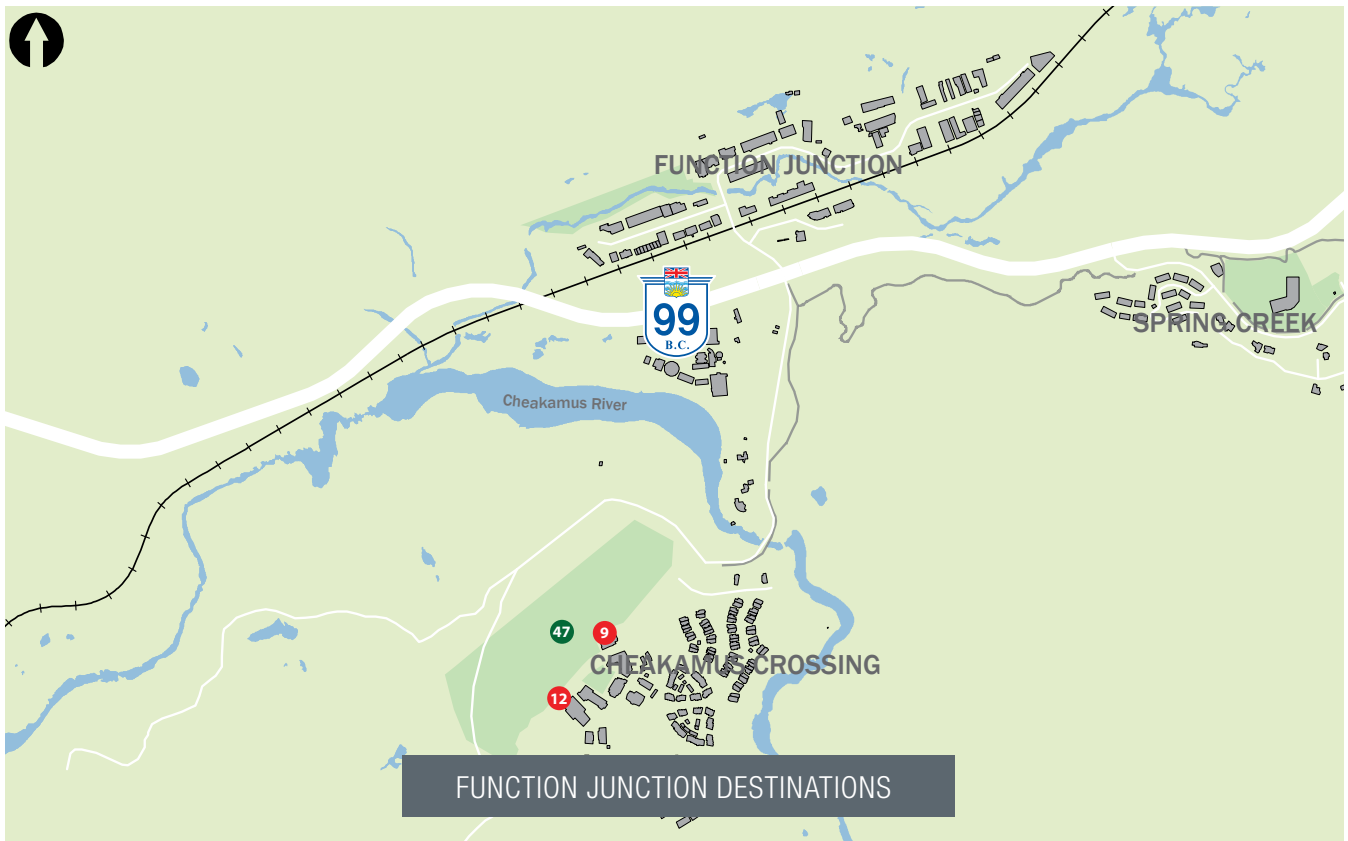 FUNCTION JUNCTION
99
B.C.
SPRING CREEK
Cheakamus River
47
9
CHEAKAMUS CROSSING
12
FUNCTION JUNCTION DESTINATIONS